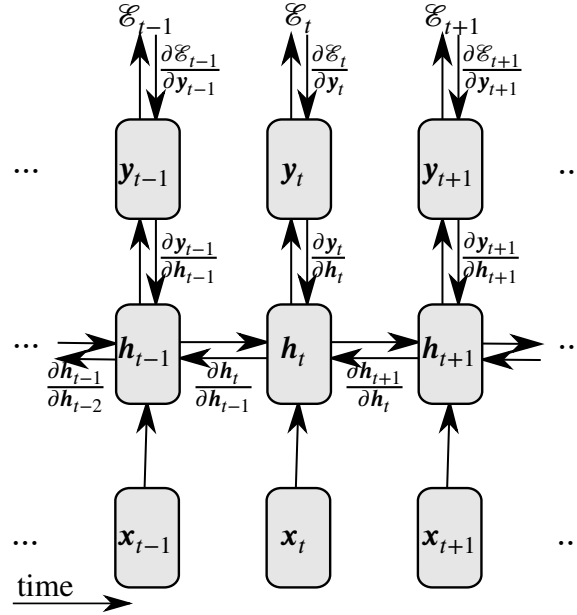 ℰₜ₋₁ ℰₜ ℰₜ₊₁
∂ℰₜ₋₁/∂yₜ₋₁ ∂ℰₜ/∂yₜ ∂ℰₜ₊₁/∂yₜ₊₁
... yₜ₋₁ yₜ yₜ₊₁ ..
∂yₜ₋₁/∂hₜ₋₁ ∂yₜ/∂hₜ ∂yₜ₊₁/∂hₜ₊₁
... hₜ₋₁ hₜ hₜ₊₁ ..
∂hₜ₋₁/∂hₜ₋₂ ∂hₜ/∂hₜ₋₁ ∂hₜ₊₁/∂hₜ
... xₜ₋₁ xₜ xₜ₊₁ ..
time